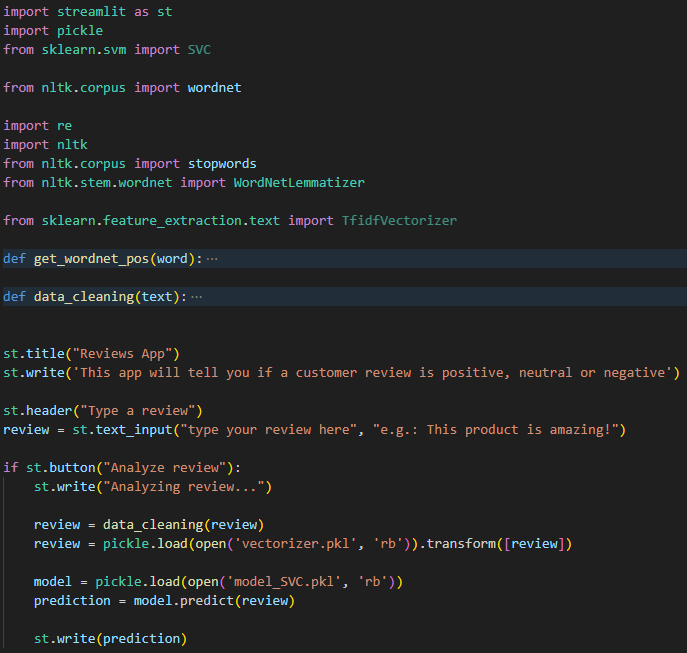 import streamlit as st
import pickle
from sklearn.svm import SVC
from nltk.corpus import wordnet
import re
import nltk
from nltk.corpus import stopwords
from nltk.stem.wordnet import WordNetLemmatizer
from sklearn.feature_extraction.text import TfidfVectorizer
def get_wordnet_pos(word):···
def data_cleaning(text):···
st.title("Reviews App")
st.write('This app will tell you if a customer review is positive, neutral or negative')
st.header("Type a review")
review = st.text_input("type your review here", "e.g.: This product is amazing!")
if st.button("Analyze review"):
    st.write("Analyzing review...")
    review = data_cleaning(review)
    review = pickle.load(open('vectorizer.pkl', 'rb')).transform([review])
    model = pickle.load(open('model_SVC.pkl', 'rb'))
    prediction = model.predict(review)
    st.write(prediction)